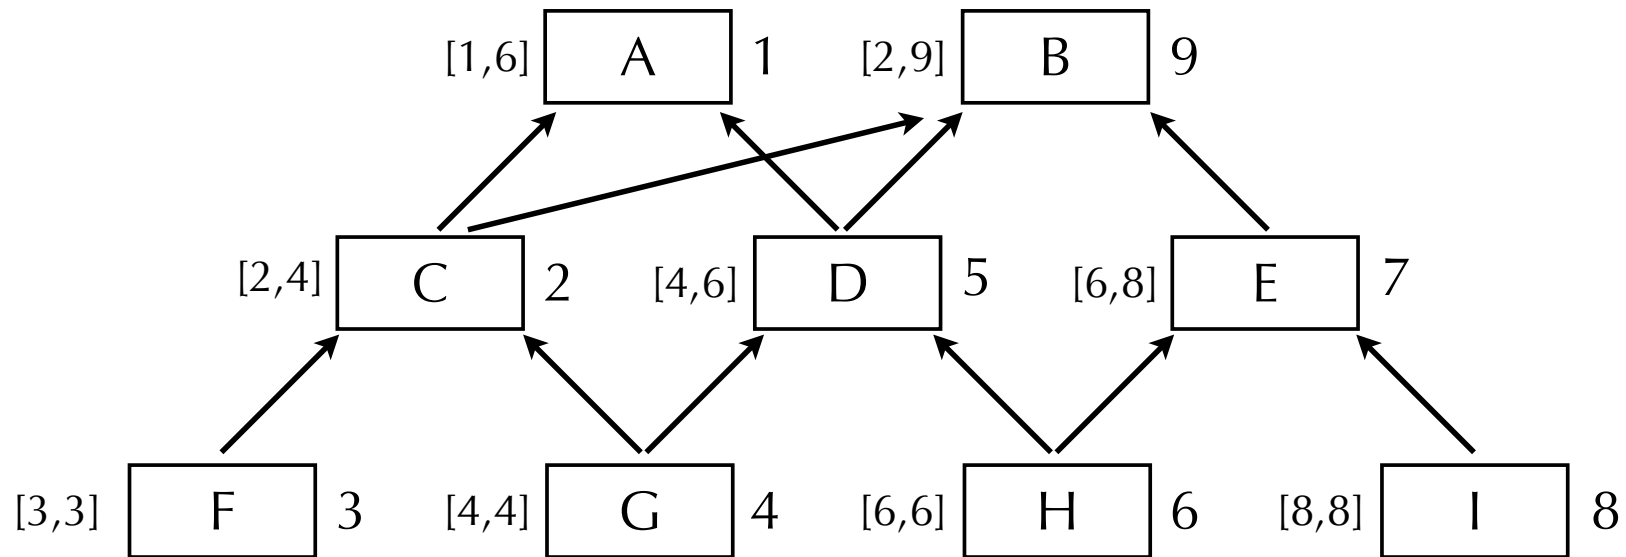 [1,6] A 1 [2,9] B 9
[2,4] C 2 [4,6] D 5 [6,8] E 7
[3,3] F 3 [4,4] G 4 [6,6] H 6 [8,8] I 8